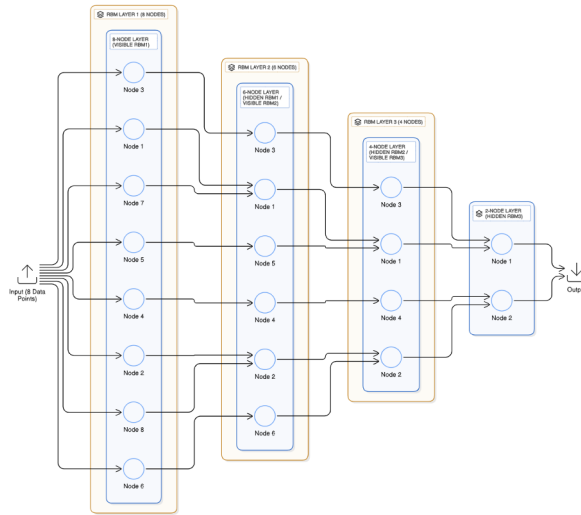 RBM LAYER 1 (8 NODES)
8-NODE LAYER
(VISIBLE RBM1)
Node 3
Node 1
Node 7
Node 5
Node 4
Node 2
Node 8
Node 6
Input (8 Data
Points)
RBM LAYER 2 (6 NODES)
6-NODE LAYER
(HIDDEN RBM1 /
VISIBLE RBM2)
Node 3
Node 1
Node 5
Node 4
Node 2
Node 6
RBM LAYER 3 (4 NODES)
4-NODE LAYER
(HIDDEN RBM2 /
VISIBLE RBM3)
Node 3
Node 1
Node 4
Node 2
2-NODE LAYER
(HIDDEN RBM3)
Node 1
Node 2
Outp